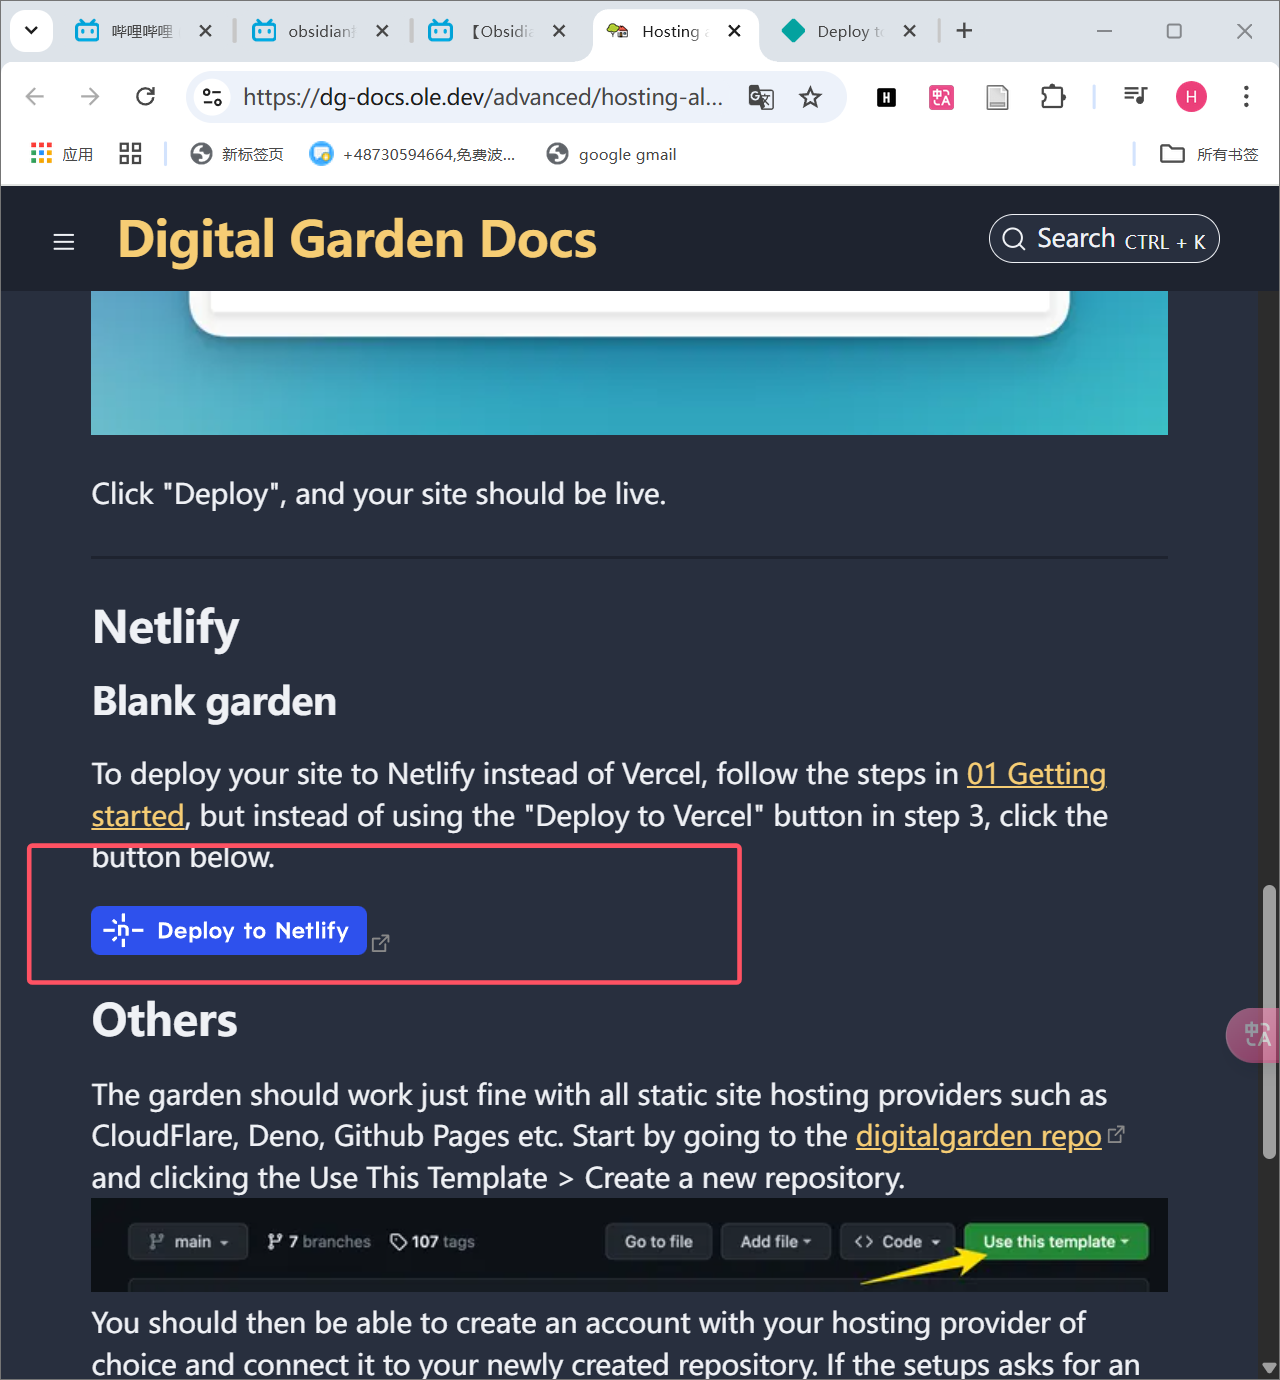 哔哩哔哩
obsidian
【Obsidi
Hosting
Deploy t
https://dg-docs.ole.dev/advanced/hosting-al...
H
中
A
H
应用
新标签页
+48730594664,免费波...
google gmail
所有书签
Digital Garden Docs
Search CTRL + K
Click "Deploy", and your site should be live.
Netlify
Blank garden
To deploy your site to Netlify instead of Vercel, follow the steps in 01 Getting
started, but instead of using the "Deploy to Vercel" button in step 3, click the
button below.
Deploy to Netlify
Others
中
A
The garden should work just fine with all static site hosting providers such as
CloudFlare, Deno, Github Pages etc. Start by going to the digitalgarden repo
and clicking the Use This Template > Create a new repository.
main 7 branches 107 tags Go to file Add file <> Code Use this template
You should then be able to create an account with your hosting provider of
choice and connect it to your newly created repository. If the setups asks for an